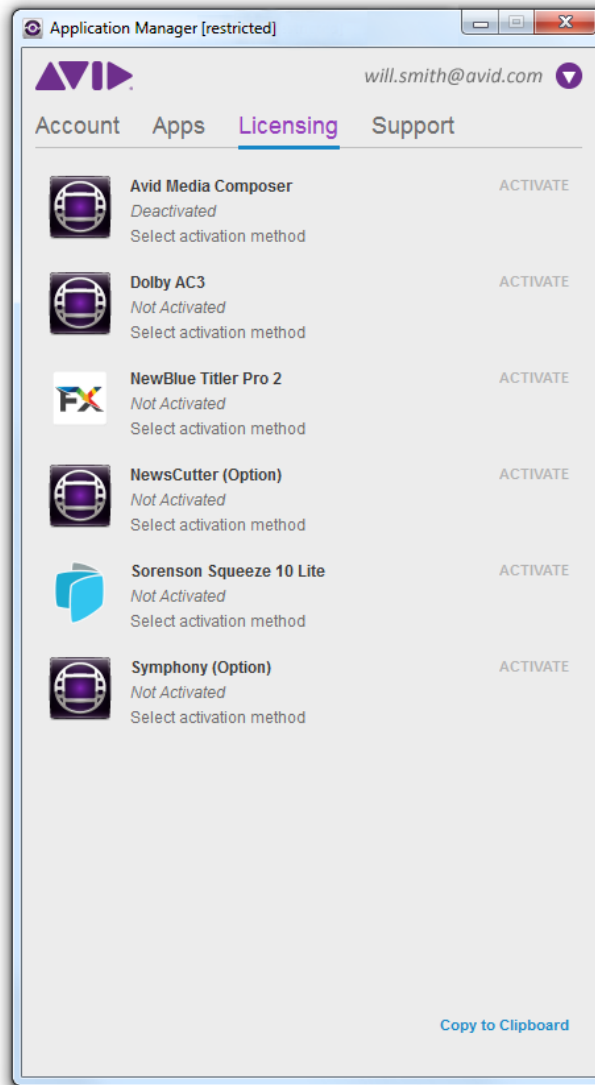 Application Manager [restricted]
AVID
will.smith@avid.com
Account Apps Licensing Support
Avid Media Composer ACTIVATE
Deactivated
Select activation method
Dolby AC3 ACTIVATE
Not Activated
Select activation method
FX
NewBlue Titler Pro 2 ACTIVATE
Not Activated
Select activation method
NewsCutter (Option) ACTIVATE
Not Activated
Select activation method
Sorenson Squeeze 10 Lite ACTIVATE
Not Activated
Select activation method
Symphony (Option) ACTIVATE
Not Activated
Select activation method
Copy to Clipboard